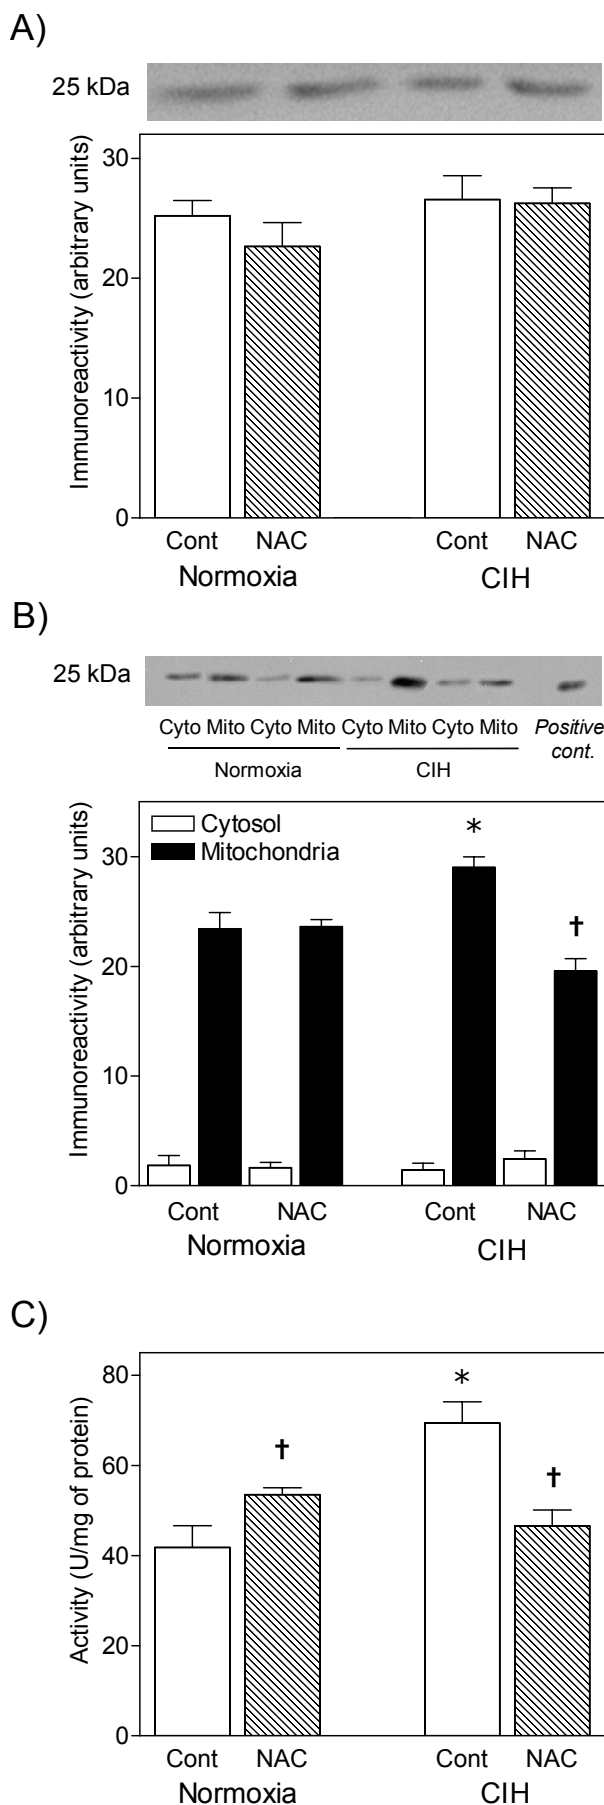 A)
25 kDa
Immunoreactivity (arbitrary units)
30
20
10
0
Cont NAC Cont NAC
Normoxia CIH
B)
25 kDa
Cyto Mito Cyto Mito Cyto Mito Cyto Mito Positive
cont.
Normoxia CIH
Immunoreactivity (arbitrary units)
Cytosol
Mitochondria
*
†
30
20
10
0
Cont NAC Cont NAC
Normoxia CIH
C)
Activity (U/mg of protein)
80
60
40
20
0
*
†
†
Cont NAC Cont NAC
Normoxia CIH